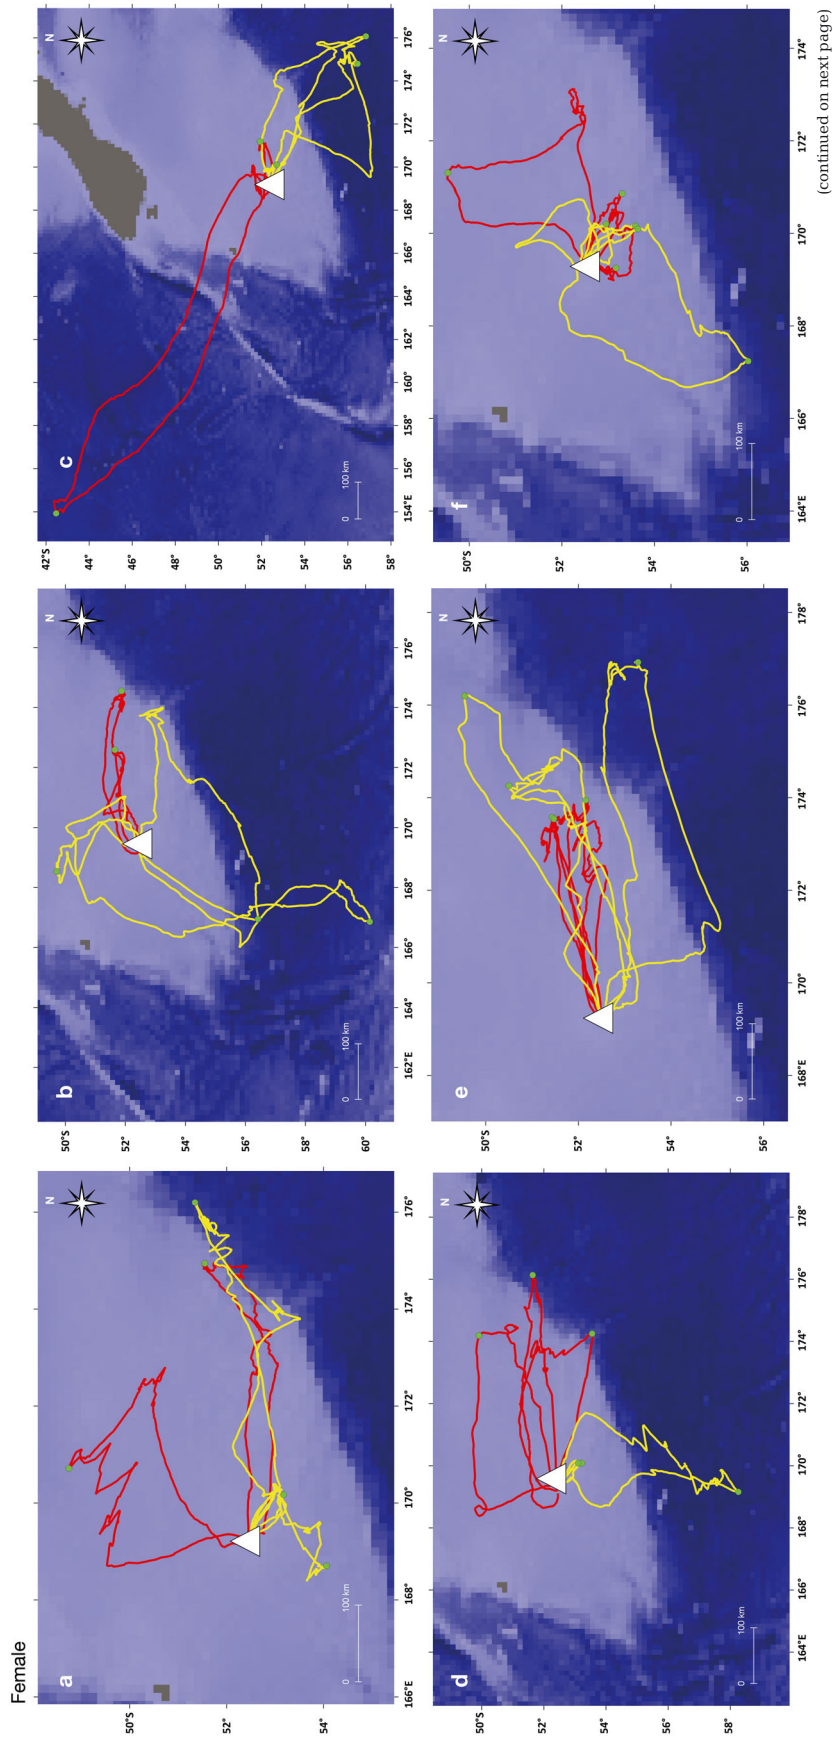 Female
a
N
50°S
52°
54°
0 100 km
166°E 168° 170° 172° 174° 176°
b
N
50°S
52°
54°
56°
58°
60°
0 100 km
162°E 164° 166° 168° 170° 172° 174° 176°
c
N
42°S
44°
46°
48°
50°
52°
54°
56°
58°
0 100 km
154°E 156° 158° 160° 162° 164° 166° 168° 170° 172° 174° 176°
d
N
50°S
52°
54°
56°
58°
0 100 km
164°E 166° 168° 170° 172° 174° 176° 178°
e
N
50°S
52°
54°
56°
0 100 km
168°E 170° 172° 174° 176° 178°
f
N
50°S
52°
54°
56°
0 100 km
164°E 166° 168° 170° 172° 174°
(continued on next page)